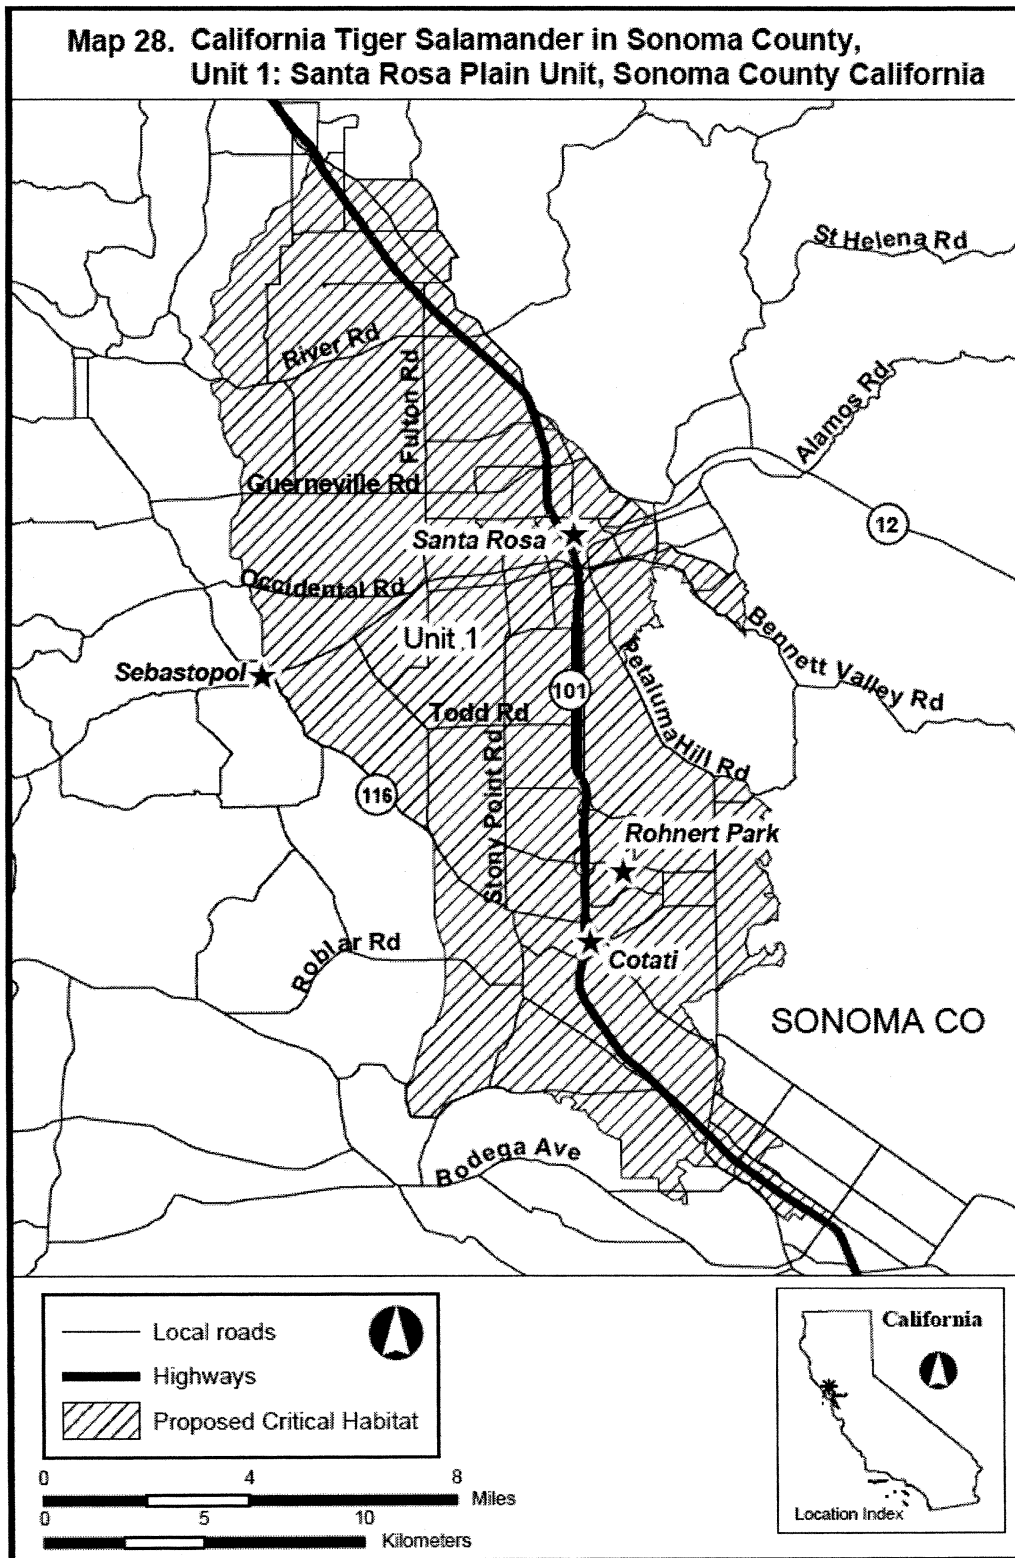 Map 28. California Tiger Salamander in Sonoma County,
Unit 1: Santa Rosa Plain Unit, Sonoma County California
St Helena Rd
River Rd
Fulton Rd
Alamos Rd
Guerneville Rd
12
Santa Rosa
Occidental Rd
Unit 1
Bennett Valley Rd
Sebastopol
Petaluma Hill Rd
101
Todd Rd
Stony Point Rd
116
Rohnert Park
Roblar Rd
Cotati
SONOMA CO
Bodega Ave
Local roads
Highways
Proposed Critical Habitat
0 4 8
Miles
0 5 10
Kilometers
California
Location Index